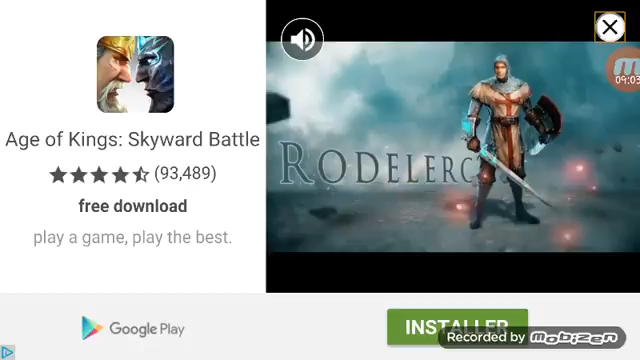 Age of Kings: Skyward Battle
(93,489)
free download
play a game, play the best.
RODELERC
09:03
Google Play
INSTALLER
Recorded by mobizen